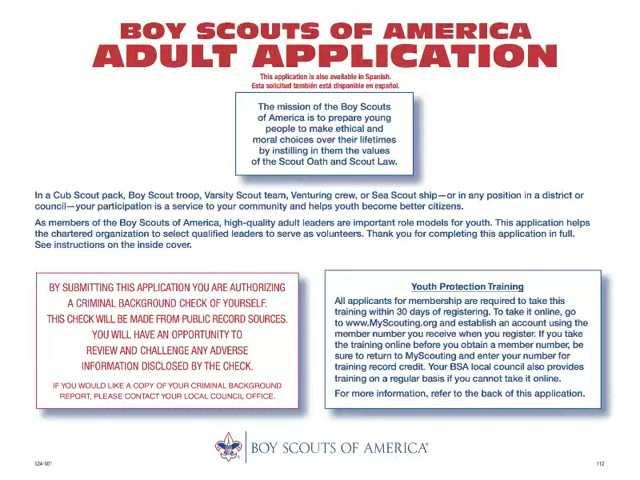 BOY SCOUTS OF AMERICA
ADULT APPLICATION
This application is also available in Spanish.
Esta solicitud también está disponible en español.
The mission of the Boy Scouts
of America is to prepare young
people to make ethical and
moral choices over their lifetimes
by instilling in them the values
of the Scout Oath and Scout Law.
In a Cub Scout pack, Boy Scout troop, Varsity Scout team, Venturing crew, or Sea Scout ship—or in any position in a district or
council—your participation is a service to your community and helps youth become better citizens.
As members of the Boy Scouts of America, high-quality adult leaders are important role models for youth. This application helps
the chartered organization to select qualified leaders to serve as volunteers. Thank you for completing this application in full.
See instructions on the inside cover.
BY SUBMITTING THIS APPLICATION YOU ARE AUTHORIZING
A CRIMINAL BACKGROUND CHECK OF YOURSELF.
THIS CHECK WILL BE MADE FROM PUBLIC RECORD SOURCES.
YOU WILL HAVE AN OPPORTUNITY TO
REVIEW AND CHALLENGE ANY ADVERSE
INFORMATION DISCLOSED BY THE CHECK.
IF YOU WOULD LIKE A COPY OF YOUR CRIMINAL BACKGROUND
REPORT, PLEASE CONTACT YOUR LOCAL COUNCIL OFFICE.
Youth Protection Training
All applicants for membership are required to take this
training within 30 days of registering. To take it online, go
to www.MyScouting.org and establish an account using the
member number you receive when you register. If you take
the training online before you obtain a member number, be
sure to return to MyScouting and enter your number for
training record credit. Your BSA local council also provides
training on a regular basis if you cannot take it online.
For more information, refer to the back of this application.
BOY SCOUTS OF AMERICA®
524-501
112